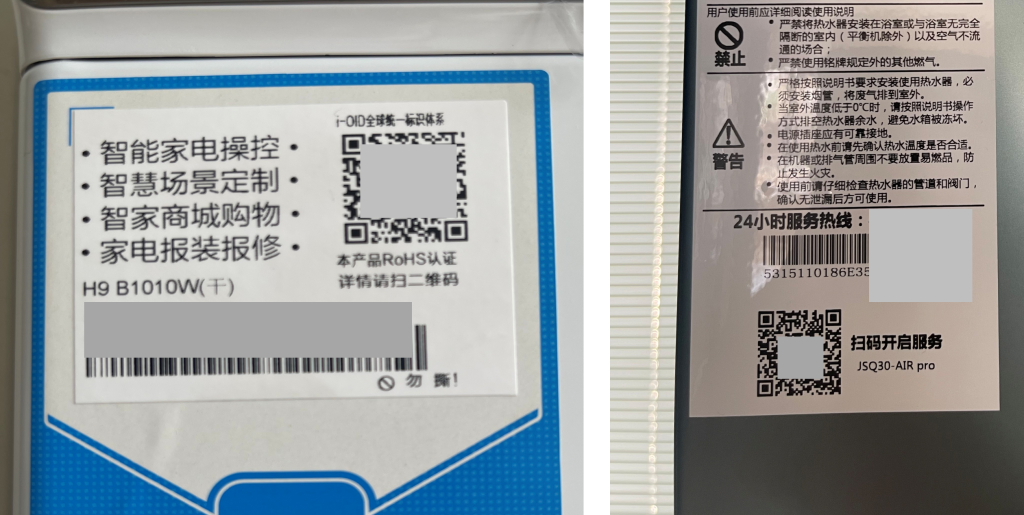 i-OID全球统一标识体系
• 智能家电操控 •
• 智慧场景定制 •
• 智家商城购物 •
• 家电报装报修 •
本产品RoHS认证
详情请扫二维码
H9 B1010W(干)
勿 撕!
用户使用前应详细阅读使用说明
禁止
• 严禁将热水器安装在浴室或与浴室无完全
隔断的室内（平衡机除外）以及空气不流
通的场合；
• 严禁使用铭牌规定外的其他燃气。
警告
• 严格按照说明书要求安装使用热水器，必
须安装烟管，将废气排到室外。
• 当室外温度低于0℃时，请按照说明书操作
方式排空热水器余水，避免水箱被冻坏。
• 电源插座应有可靠接地。
• 在使用热水前请先确认热水温度是否合适。
• 在机器或排气管周围不要放置易燃品，防
止发生火灾。
• 使用前请仔细检查热水器的管道和阀门，
确认无泄漏后方可使用。
24小时服务热线：
5315110186E35
扫码开启服务
JSQ30-AIR pro